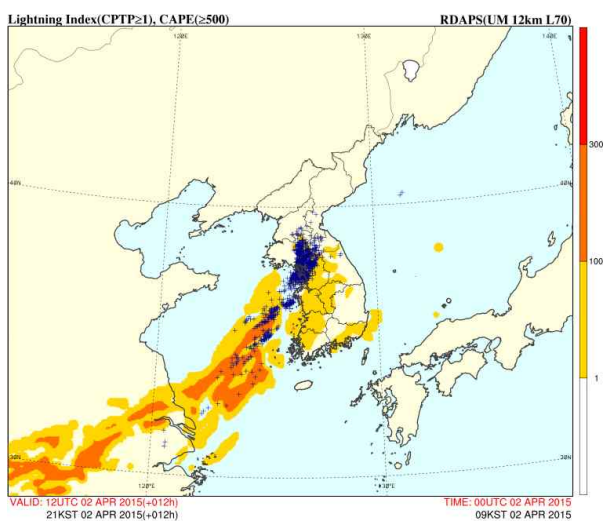 Lightning Index(CPTP≥1), CAPE(≥500) RDAPS(UM 12km L70)
120E 130E 140E
40N 40N
30N 30N
120E 130E
300
100
1
VALID: 12UTC 02 APR 2015(+012h) TIME: 00UTC 02 APR 2015
21KST 02 APR 2015(+012h) 09KST 02 APR 2015